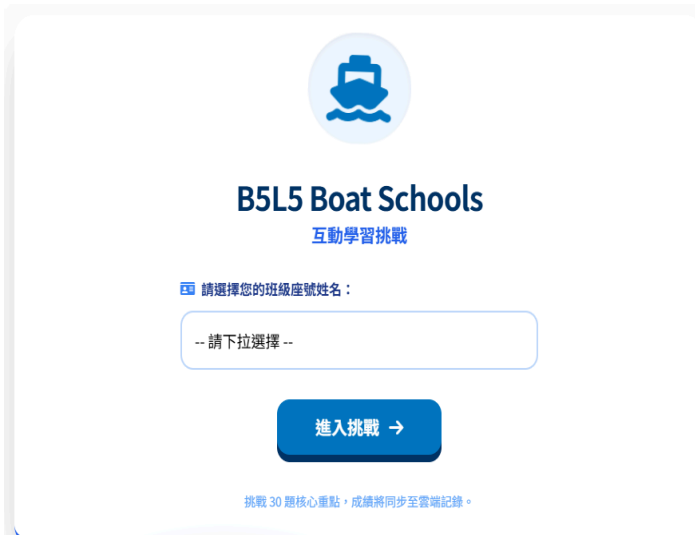 B5L5 Boat Schools
互動學習挑戰
請選擇您的班級座號姓名：
-- 請下拉選擇 --
進入挑戰 →
挑戰 30 題核心重點，成績將同步至雲端記錄。